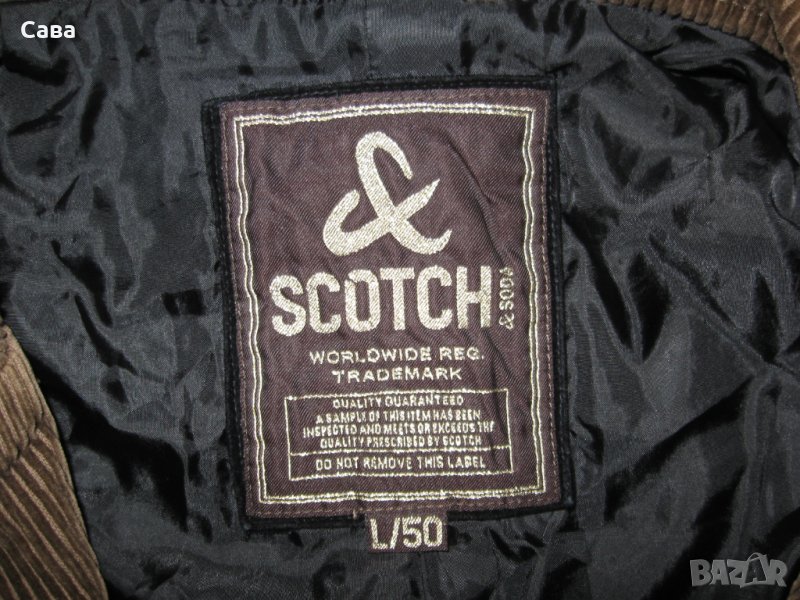 Сава
&
SCOTCH
& SODA
WORLDWIDE REG.
TRADEMARK
QUALITY GUARANTEED
A SAMPLE OF THIS ITEM HAS BEEN
INSPECTED AND MEETS OR EXCEEDS THE
QUALITY PRESCRIBED BY SCOTCH
DO NOT REMOVE THIS LABEL
L/50
BAZAR